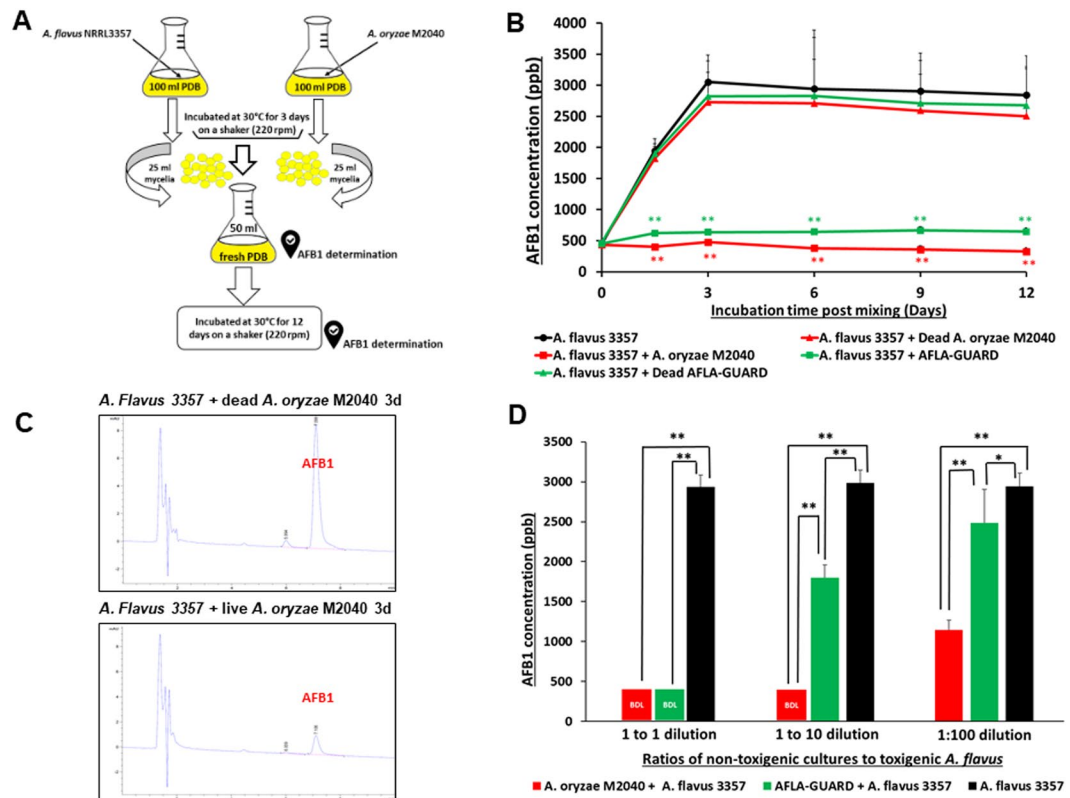 A
A. flavus NRRL3357
A. oryzae M2040
100 ml PDB
100 ml PDB
Incubated at 30°C for 3 days
on a shaker (220 rpm)
25 ml
mycelia
25 ml
mycelia
50 ml
fresh PDB
AFB1 determination
Incubated at 30°C for 12
days on a shaker (220 rpm)
AFB1 determination
B
AFB1 concentration (ppb)
4000
3500
3000
2500
2000
1500
1000
500
0
** ** ** ** **
** ** ** ** **
0 3 6 9 12
Incubation time post mixing (Days)
A. flavus 3357
A. flavus 3357 + Dead A. oryzae M2040
A. flavus 3357 + A. oryzae M2040
A. flavus 3357 + AFLA-GUARD
A. flavus 3357 + Dead AFLA-GUARD
C
A. Flavus 3357 + dead A. oryzae M2040 3d
AFB1
A. Flavus 3357 + live A. oryzae M2040 3d
AFB1
D
AFB1 concentration (ppb)
3500
3000
2500
2000
1500
1000
500
0
**
**
**
**
**
**
**
*
BDL
BDL
BDL
1 to 1 dilution
1 to 10 dilution
1:100 dilution
Ratios of non-toxigenic cultures to toxigenic A. flavus
A. oryzae M2040 + A. flavus 3357
AFLA-GUARD + A. flavus 3357
A. flavus 3357